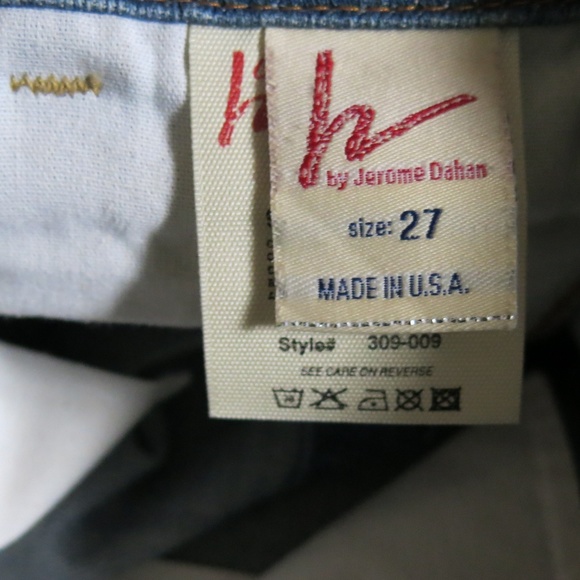 h
by Jerome Dahan
size: 27
MADE IN U.S.A.
Style# 309-009
SEE CARE ON REVERSE